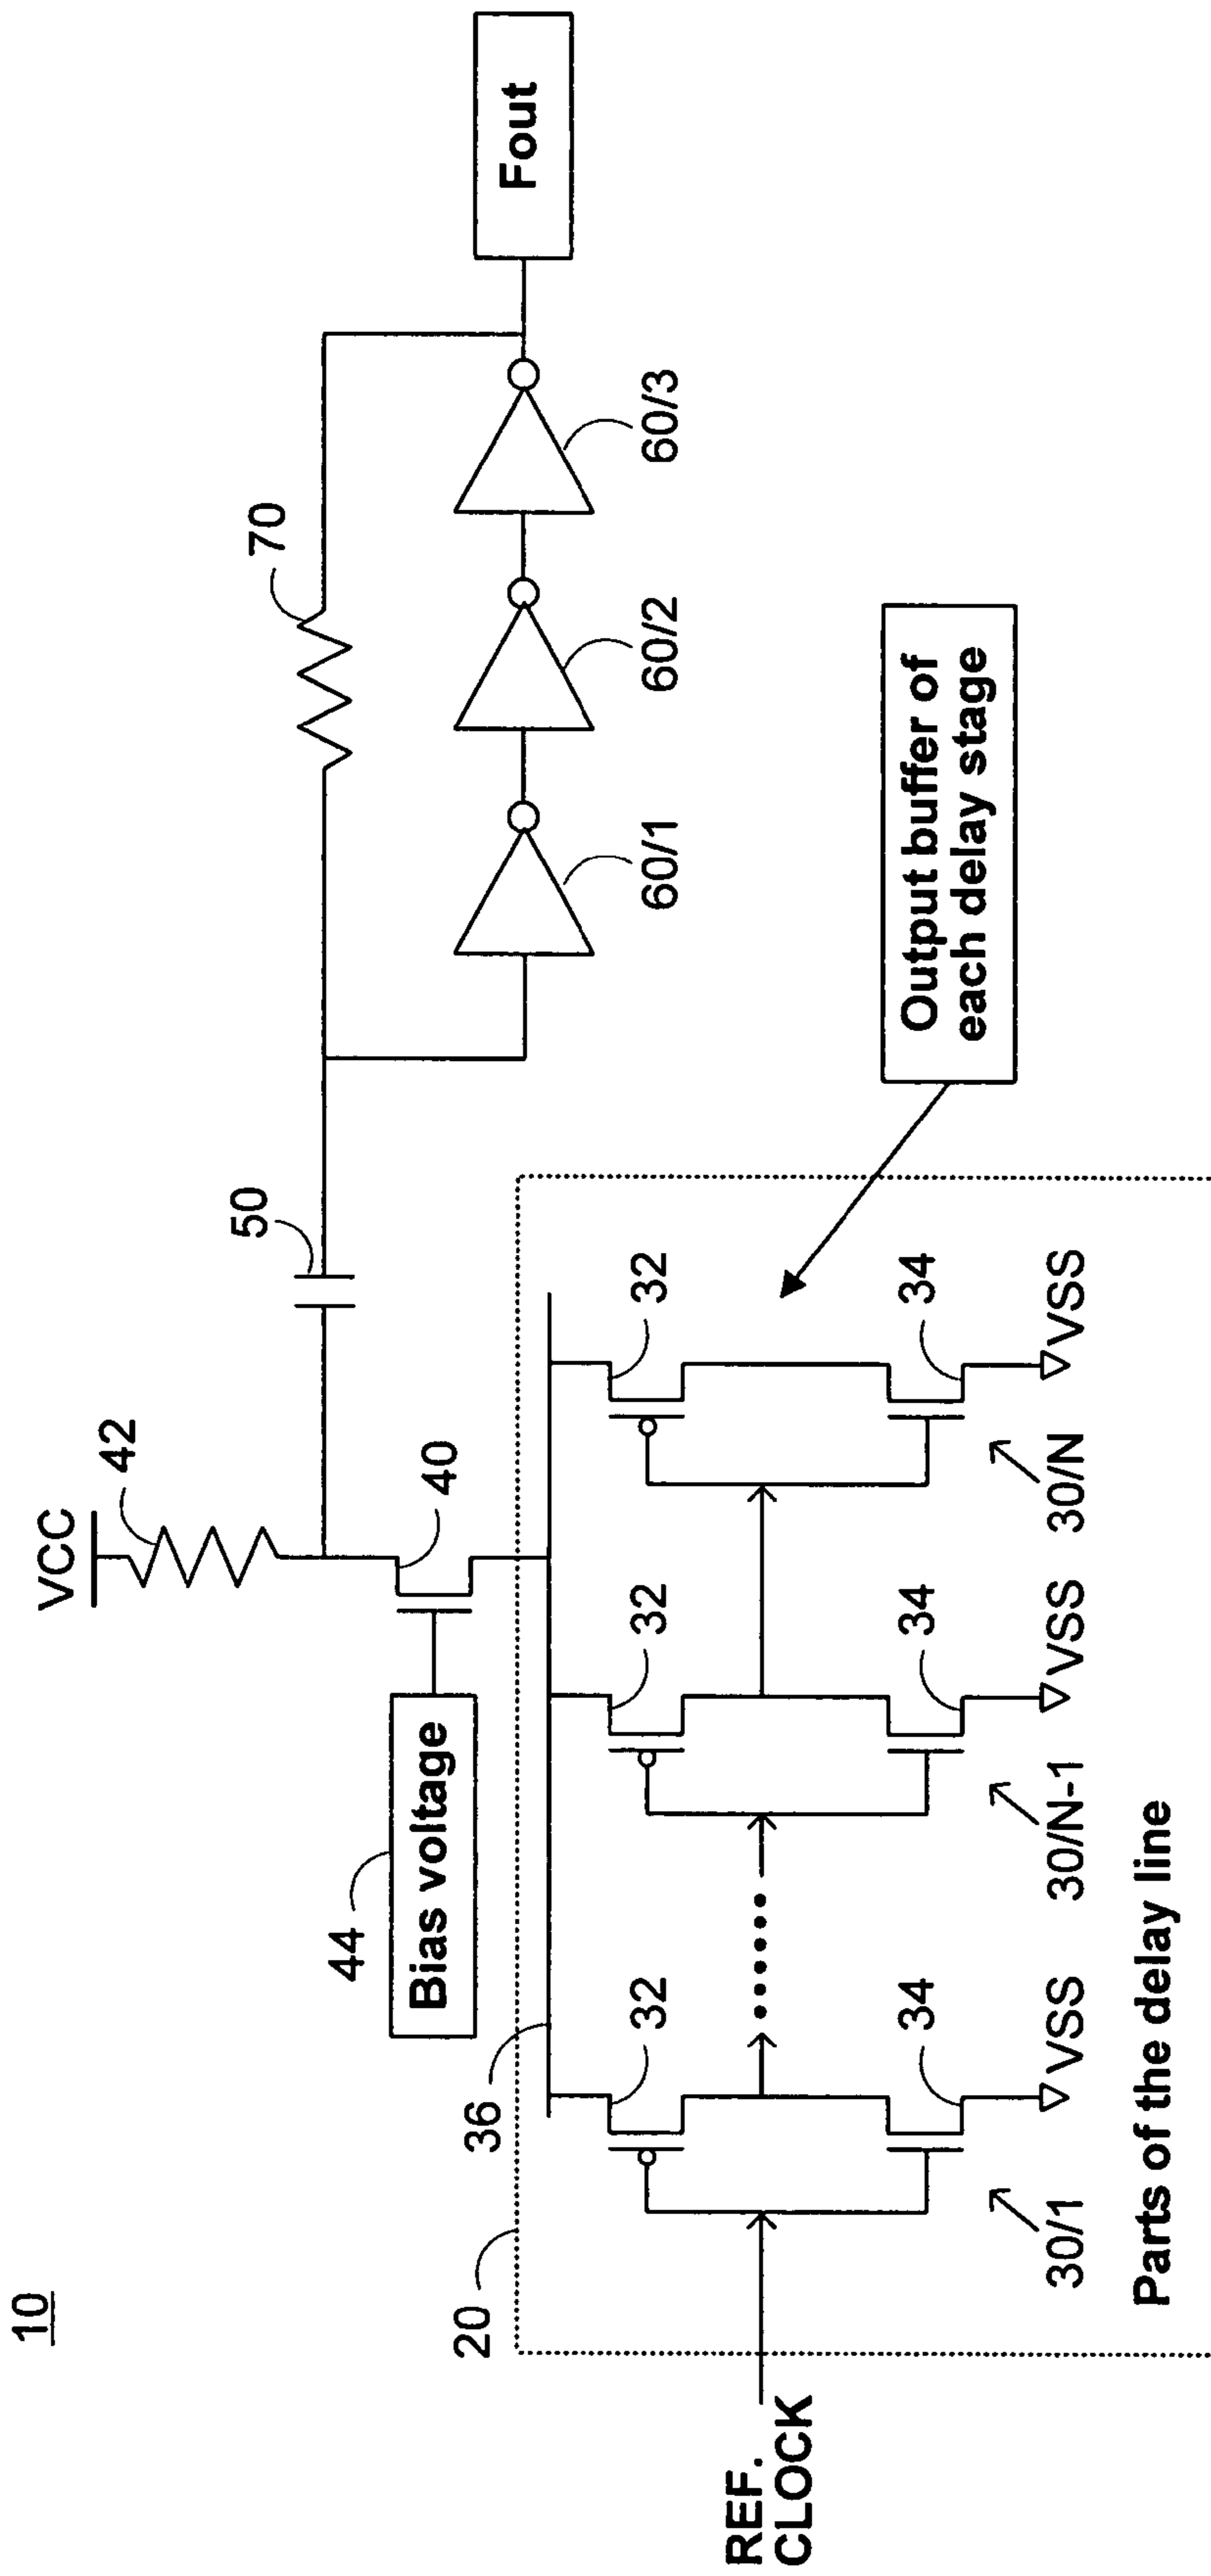 10
VCC
42
50
70
Fout
44
Bias voltage
40
60/1
60/2
60/3
20
36
32
32
32
Output buffer of
each delay stage
REF.
CLOCK
34
34
34
30/1
VSS
30/N-1
VSS
30/N
VSS
Parts of the delay line